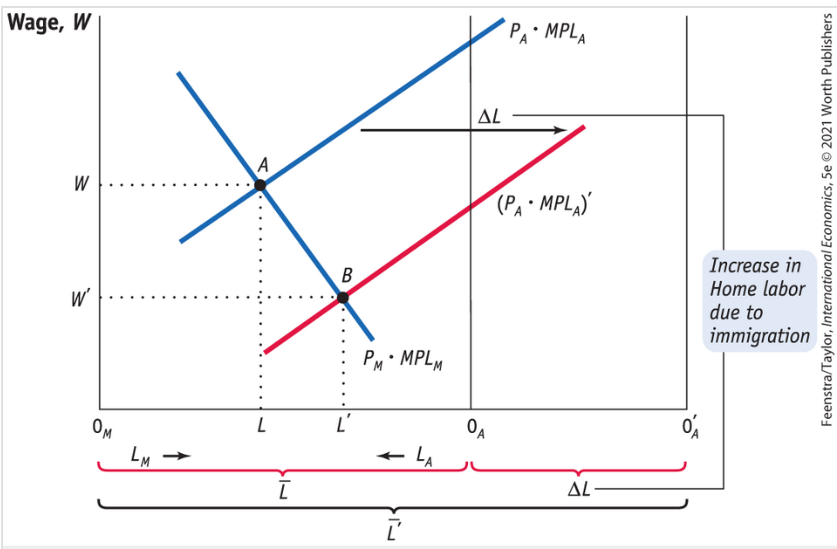 Wage, W
P_A · MPL_A
ΔL
A
W
(P_A · MPL_A)′
B
W′
Increase in
Home labor
due to
immigration
P_M · MPL_M
0_M
L
L′
0_A
0′_A
L_M →
← L_A
L̄
ΔL
L̄′
Feenstra/Taylor, International Economics, 5e © 2021 Worth Publishers